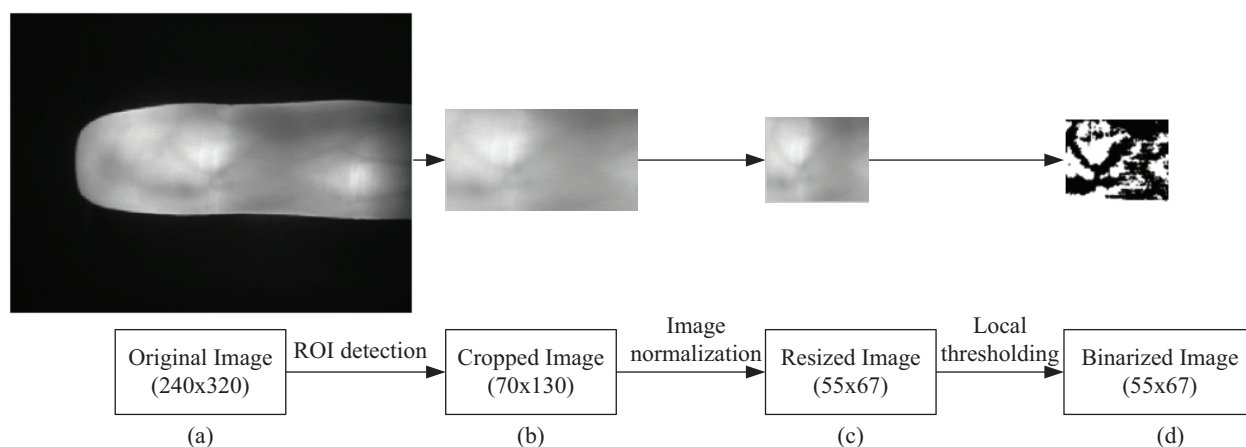 Original Image
(240x320)
ROI detection
Cropped Image
(70x130)
Image
normalization
Resized Image
(55x67)
Local
thresholding
Binarized Image
(55x67)
(a)
(b)
(c)
(d)